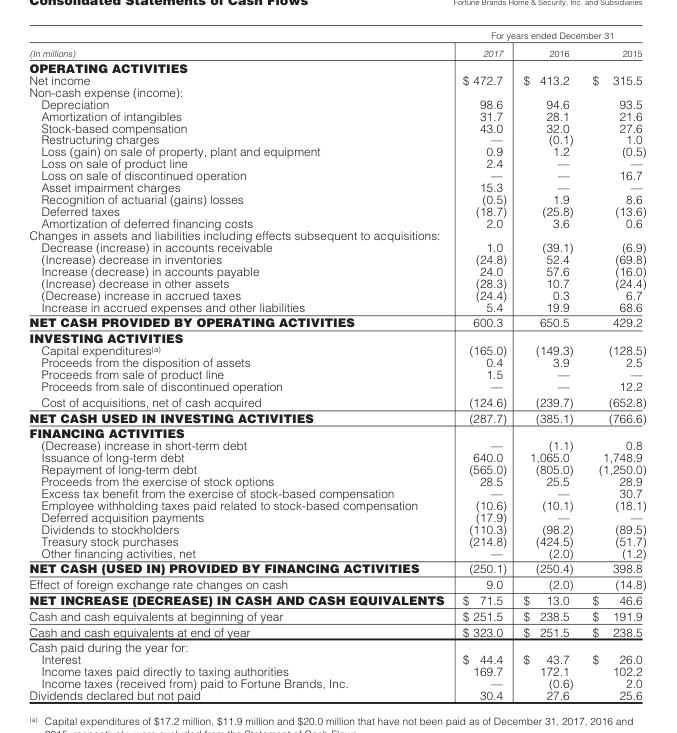 Consolidated Statements of Cash Flows Fortune Brands Home & Security, Inc. and Subsidiaries
For years ended December 31
(In millions) 2017 2016 2015
OPERATING ACTIVITIES
Net income $ 472.7 $ 413.2 $ 315.5
Non-cash expense (income):
Depreciation 98.6 94.6 93.5
Amortization of intangibles 31.7 28.1 21.6
Stock-based compensation 43.0 32.0 27.6
Restructuring charges — (0.1) 1.0
Loss (gain) on sale of property, plant and equipment 0.9 1.2 (0.5)
Loss on sale of product line 2.4 — —
Loss on sale of discontinued operation — — 16.7
Asset impairment charges 15.3 — —
Recognition of actuarial (gains) losses (0.5) 1.9 8.6
Deferred taxes (18.7) (25.8) (13.6)
Amortization of deferred financing costs 2.0 3.6 0.6
Changes in assets and liabilities including effects subsequent to acquisitions:
Decrease (increase) in accounts receivable 1.0 (39.1) (6.9)
(Increase) decrease in inventories (24.8) 52.4 (69.8)
Increase (decrease) in accounts payable 24.0 57.6 (16.0)
(Increase) decrease in other assets (28.3) 10.7 (24.4)
(Decrease) increase in accrued taxes (24.4) 0.3 6.7
Increase in accrued expenses and other liabilities 5.4 19.9 68.6
NET CASH PROVIDED BY OPERATING ACTIVITIES 600.3 650.5 429.2
INVESTING ACTIVITIES
Capital expenditures(a) (165.0) (149.3) (128.5)
Proceeds from the disposition of assets 0.4 3.9 2.5
Proceeds from sale of product line 1.5 — —
Proceeds from sale of discontinued operation — — 12.2
Cost of acquisitions, net of cash acquired (124.6) (239.7) (652.8)
NET CASH USED IN INVESTING ACTIVITIES (287.7) (385.1) (766.6)
FINANCING ACTIVITIES
(Decrease) increase in short-term debt — (1.1) 0.8
Issuance of long-term debt 640.0 1,065.0 1,748.9
Repayment of long-term debt (565.0) (805.0) (1,250.0)
Proceeds from the exercise of stock options 28.5 25.5 28.9
Excess tax benefit from the exercise of stock-based compensation — — 30.7
Employee withholding taxes paid related to stock-based compensation (10.6) (10.1) (18.1)
Deferred acquisition payments (17.9) — —
Dividends to stockholders (110.3) (98.2) (89.5)
Treasury stock purchases (214.8) (424.5) (51.7)
Other financing activities, net — (2.0) (1.2)
NET CASH (USED IN) PROVIDED BY FINANCING ACTIVITIES (250.1) (250.4) 398.8
Effect of foreign exchange rate changes on cash 9.0 (2.0) (14.8)
NET INCREASE (DECREASE) IN CASH AND CASH EQUIVALENTS $ 71.5 $ 13.0 $ 46.6
Cash and cash equivalents at beginning of year $ 251.5 $ 238.5 $ 191.9
Cash and cash equivalents at end of year $ 323.0 $ 251.5 $ 238.5
Cash paid during the year for:
Interest $ 44.4 $ 43.7 $ 26.0
Income taxes paid directly to taxing authorities 169.7 172.1 102.2
Income taxes (received from) paid to Fortune Brands, Inc. — (0.6) 2.0
Dividends declared but not paid 30.4 27.6 25.6
(a) Capital expenditures of $17.2 million, $11.9 million and $20.0 million that have not been paid as of December 31, 2017, 2016 and
2015, respectively, were excluded from the Statement of Cash Flows.